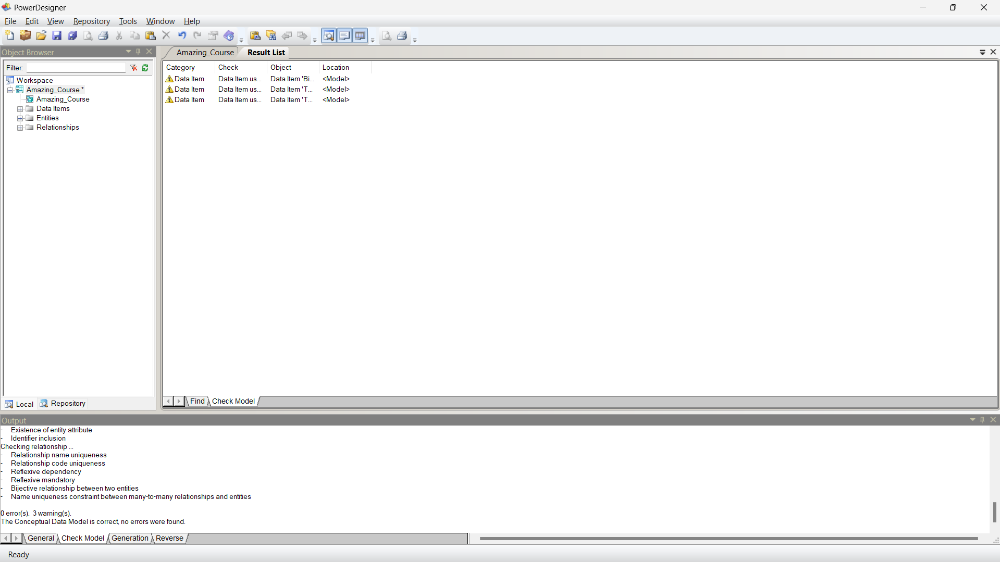 PowerDesigner
File Edit View Repository Tools Window Help
Object Browser
Filter:
Workspace
Amazing_Course *
Amazing_Course
Data Items
Entities
Relationships
Local Repository
Amazing_Course Result List
Category Check Object Location
Data Item Data Item us... Data Item 'Bi... <Model>
Data Item Data Item us... Data Item 'T... <Model>
Data Item Data Item us... Data Item 'T... <Model>
Find Check Model
Output
- Existence of entity attribute
- Identifier inclusion
Checking relationship ...
- Relationship name uniqueness
- Relationship code uniqueness
- Reflexive dependency
- Reflexive mandatory
- Bijective relationship between two entities
- Name uniqueness constraint between many-to-many relationships and entities
0 error(s), 3 warning(s).
The Conceptual Data Model is correct, no errors were found.
General Check Model Generation Reverse
Ready